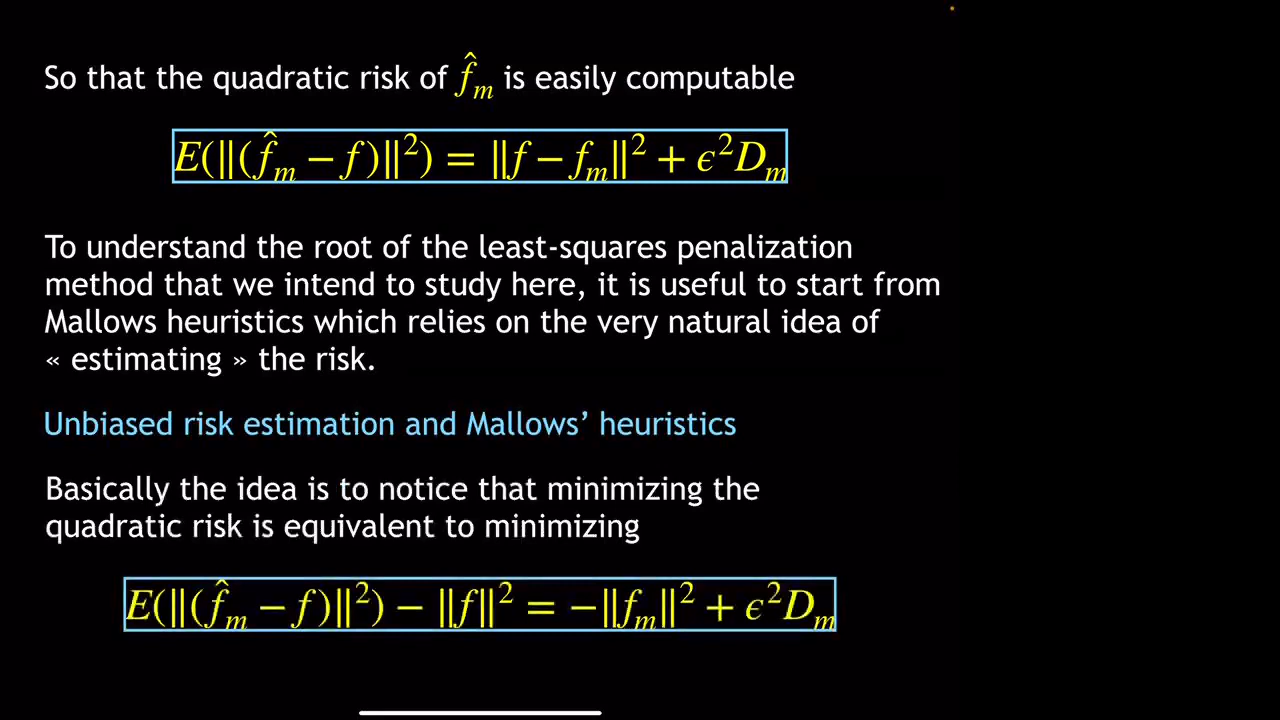 So that the quadratic risk of f̂_m is easily computable
E(‖(f̂_m − f)‖²) = ‖f − f_m‖² + ϵ²D_m
To understand the root of the least-squares penalization
method that we intend to study here, it is useful to start from
Mallows heuristics which relies on the very natural idea of
« estimating » the risk.
Unbiased risk estimation and Mallows’ heuristics
Basically the idea is to notice that minimizing the
quadratic risk is equivalent to minimizing
E(‖(f̂_m − f)‖²) − ‖f‖² = −‖f_m‖² + ϵ²D_m